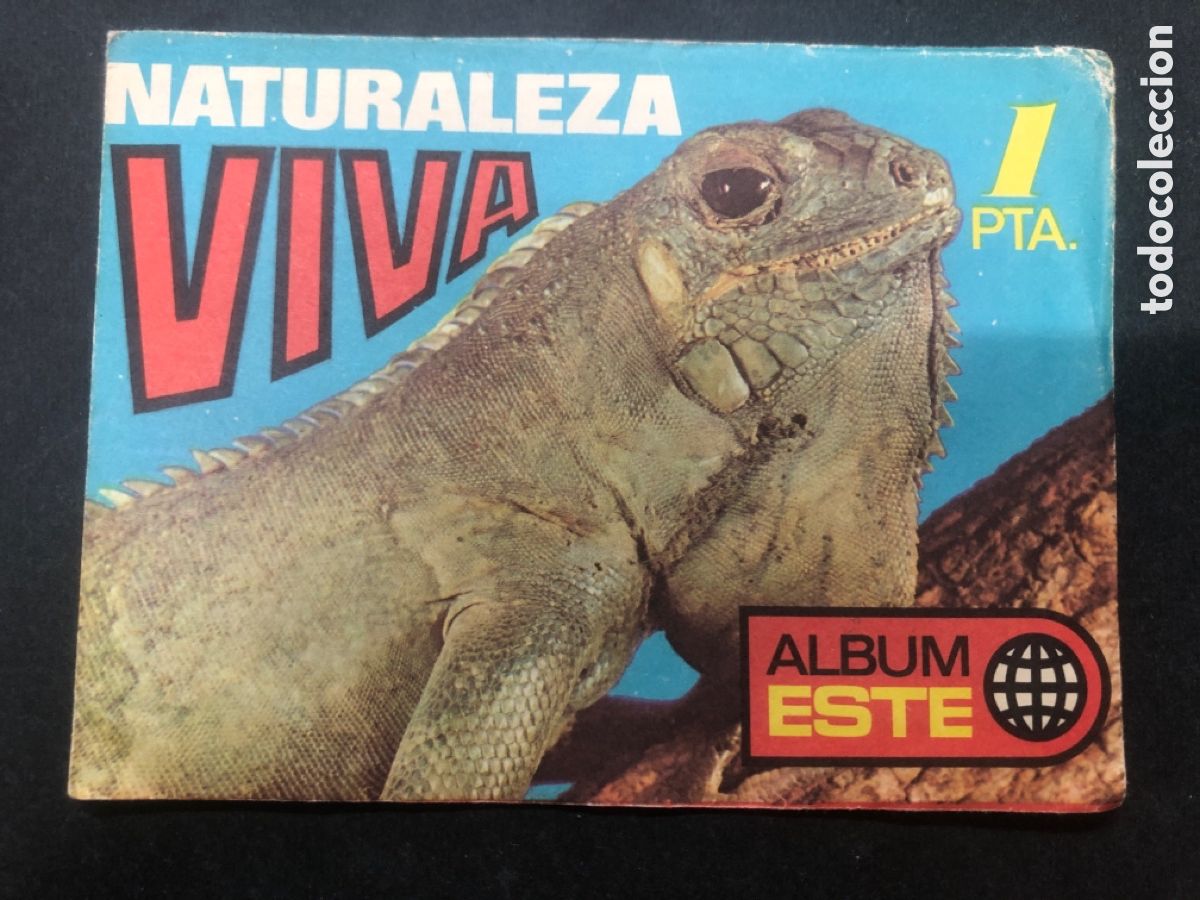 NATURALEZA
VIVA
1
PTA.
ALBUM
ESTE
todocoleccion